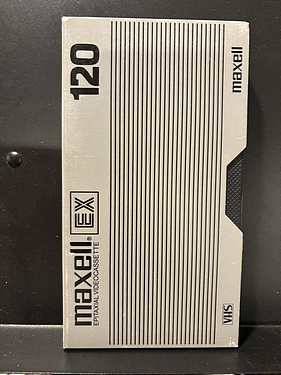 maxell® EX 120
EPITAXIAL VIDEOCASSETTE
maxell
VHS